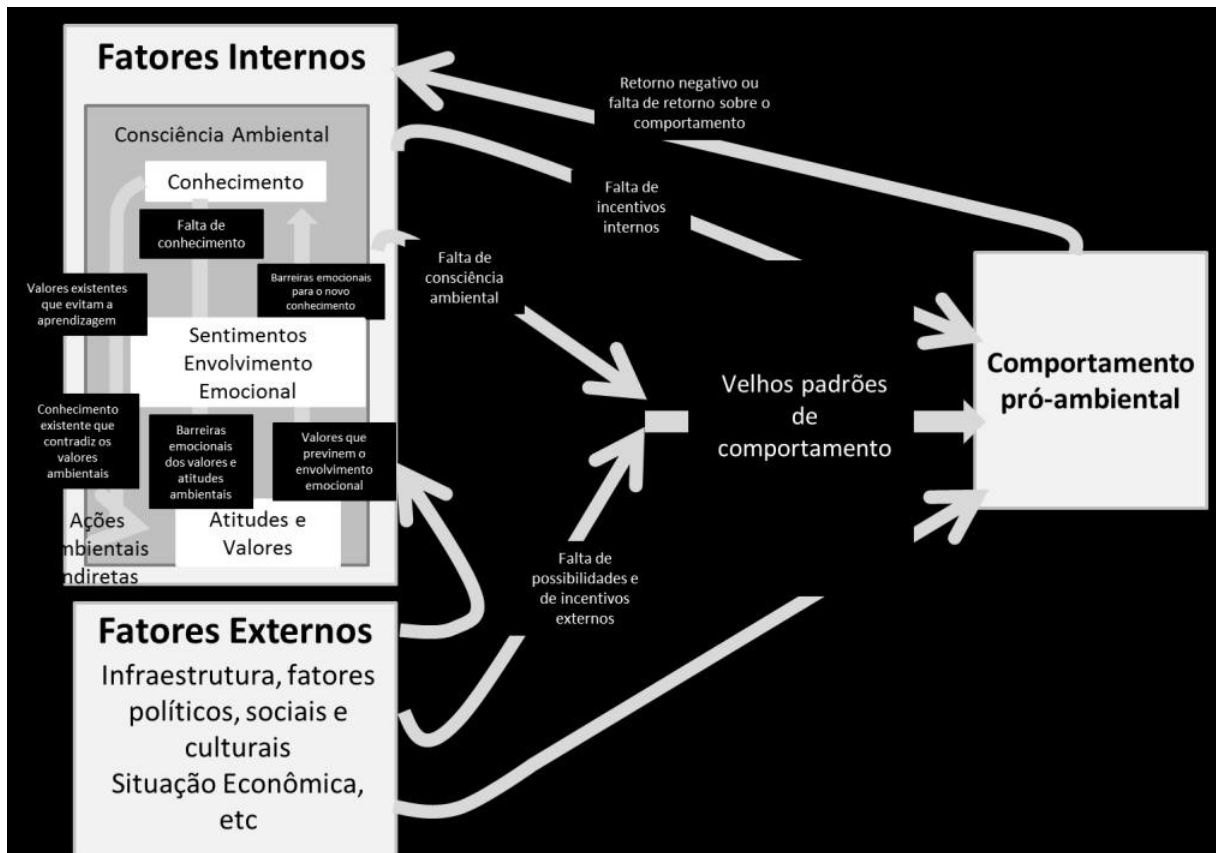 Fatores Internos
Consciência Ambiental
Conhecimento
Falta de
conhecimento
Valores existentes
que evitam a
aprendizagem
Barreiras emocionais
para o novo
conhecimento
Sentimentos
Envolvimento
Emocional
Conhecimento
existente que
contradiz os
valores
ambientais
Barreiras
emocionais
dos valores e
atitudes
ambientais
Valores que
previnem o
envolvimento
emocional
Ações
mbientais
ndiretas
Atitudes e
Valores
Fatores Externos
Infraestrutura, fatores
políticos, sociais e
culturais
Situação Econômica,
etc
Retorno negativo ou
falta de retorno sobre o
comportamento
Falta de
incentivos
internos
Falta de
consciência
ambiental
Falta de
possibilidades e
de incentivos
externos
Velhos padrões
de
comportamento
Comportamento
pró-ambiental